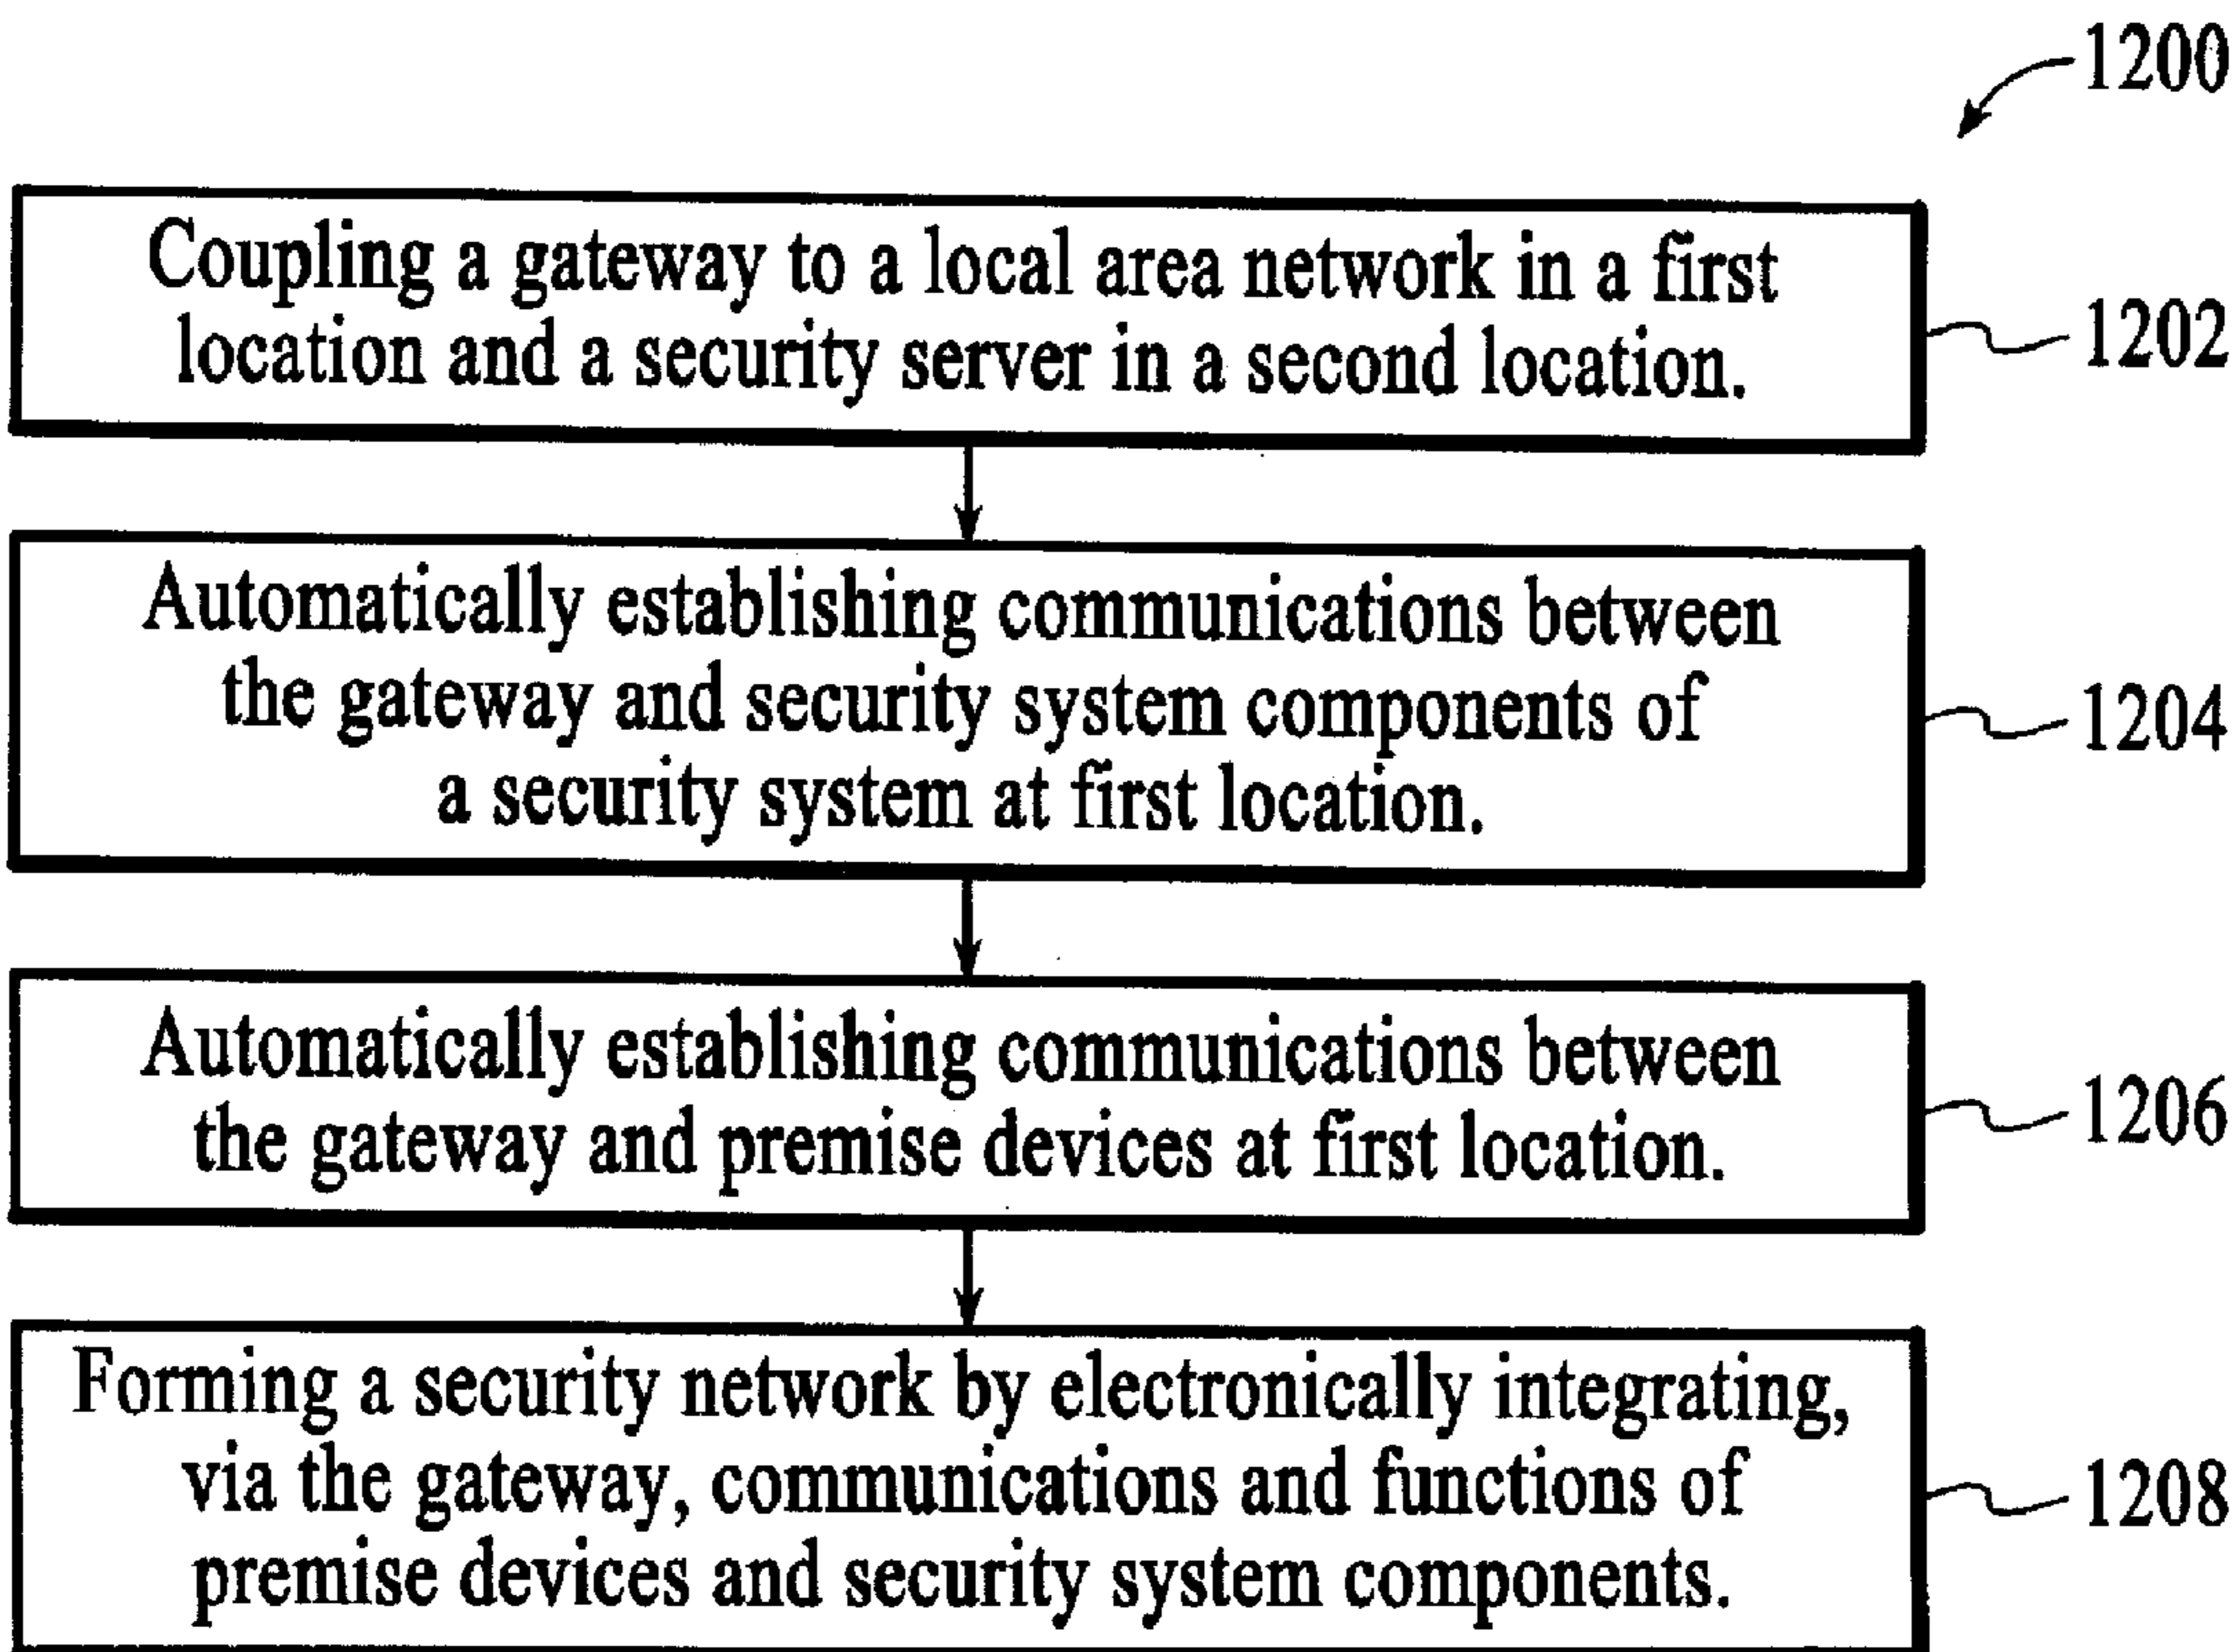 1200
Coupling a gateway to a local area network in a first
location and a security server in a second location.
1202
Automatically establishing communications between
the gateway and security system components of
a security system at first location.
1204
Automatically establishing communications between
the gateway and premise devices at first location.
1206
Forming a security network by electronically integrating,
via the gateway, communications and functions of
premise devices and security system components.
1208